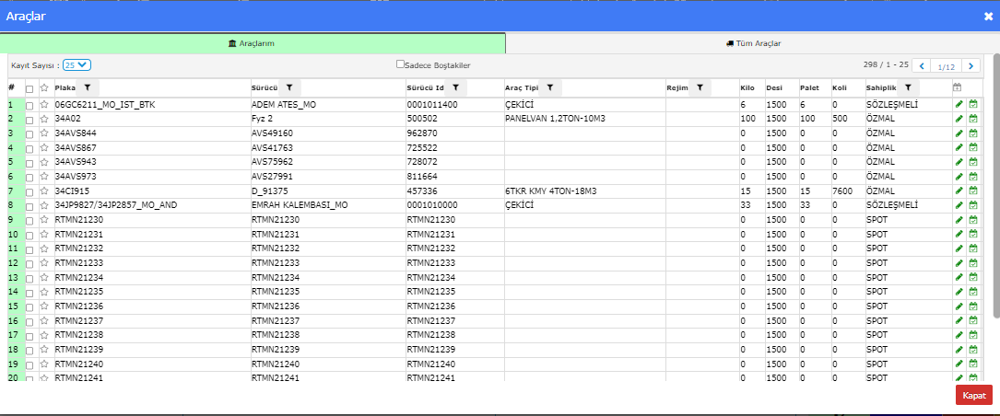 Araçlar
Araçlarım Tüm Araçlar
Kayıt Sayısı : 25 Sadece Boştakiler 298 / 1 - 25 1/12
# Plaka Sürücü Sürücü Id Araç Tipi Rejim Kilo Desi Palet Koli Sahiplik
1 06GC6211_MO_IST_BTK ADEM ATES_MO 0001011400 ÇEKİCİ 6 1500 6 0 SÖZLEŞMELİ
2 34A02 Fyz 2 500502 PANELVAN 1,2TON-10M3 100 1500 100 500 ÖZMAL
3 34AVS844 AVS49160 962870 0 1500 0 0 ÖZMAL
4 34AVS867 AVS41763 725522 0 1500 0 0 ÖZMAL
5 34AVS943 AVS75962 728072 0 1500 0 0 ÖZMAL
6 34AVS973 AVS27991 811664 0 1500 0 0 ÖZMAL
7 34CI915 D_91375 457336 6TKR KMY 4TON-18M3 15 1500 15 7600 ÖZMAL
8 34JP9827/34JP2857_MO_AND EMRAH KALEMBASI_MO 0001010000 ÇEKİCİ 33 1500 33 0 SÖZLEŞMELİ
9 RTMN21230 RTMN21230 RTMN21230 0 1500 0 0 SPOT
10 RTMN21231 RTMN21231 RTMN21231 0 1500 0 0 SPOT
11 RTMN21232 RTMN21232 RTMN21232 0 1500 0 0 SPOT
12 RTMN21233 RTMN21233 RTMN21233 0 1500 0 0 SPOT
13 RTMN21234 RTMN21234 RTMN21234 0 1500 0 0 SPOT
14 RTMN21235 RTMN21235 RTMN21235 0 1500 0 0 SPOT
15 RTMN21236 RTMN21236 RTMN21236 0 1500 0 0 SPOT
16 RTMN21237 RTMN21237 RTMN21237 0 1500 0 0 SPOT
17 RTMN21238 RTMN21238 RTMN21238 0 1500 0 0 SPOT
18 RTMN21239 RTMN21239 RTMN21239 0 1500 0 0 SPOT
19 RTMN21240 RTMN21240 RTMN21240 0 1500 0 0 SPOT
20 RTMN21241 RTMN21241 RTMN21241 0 1500 0 0 SPOT
Kapat